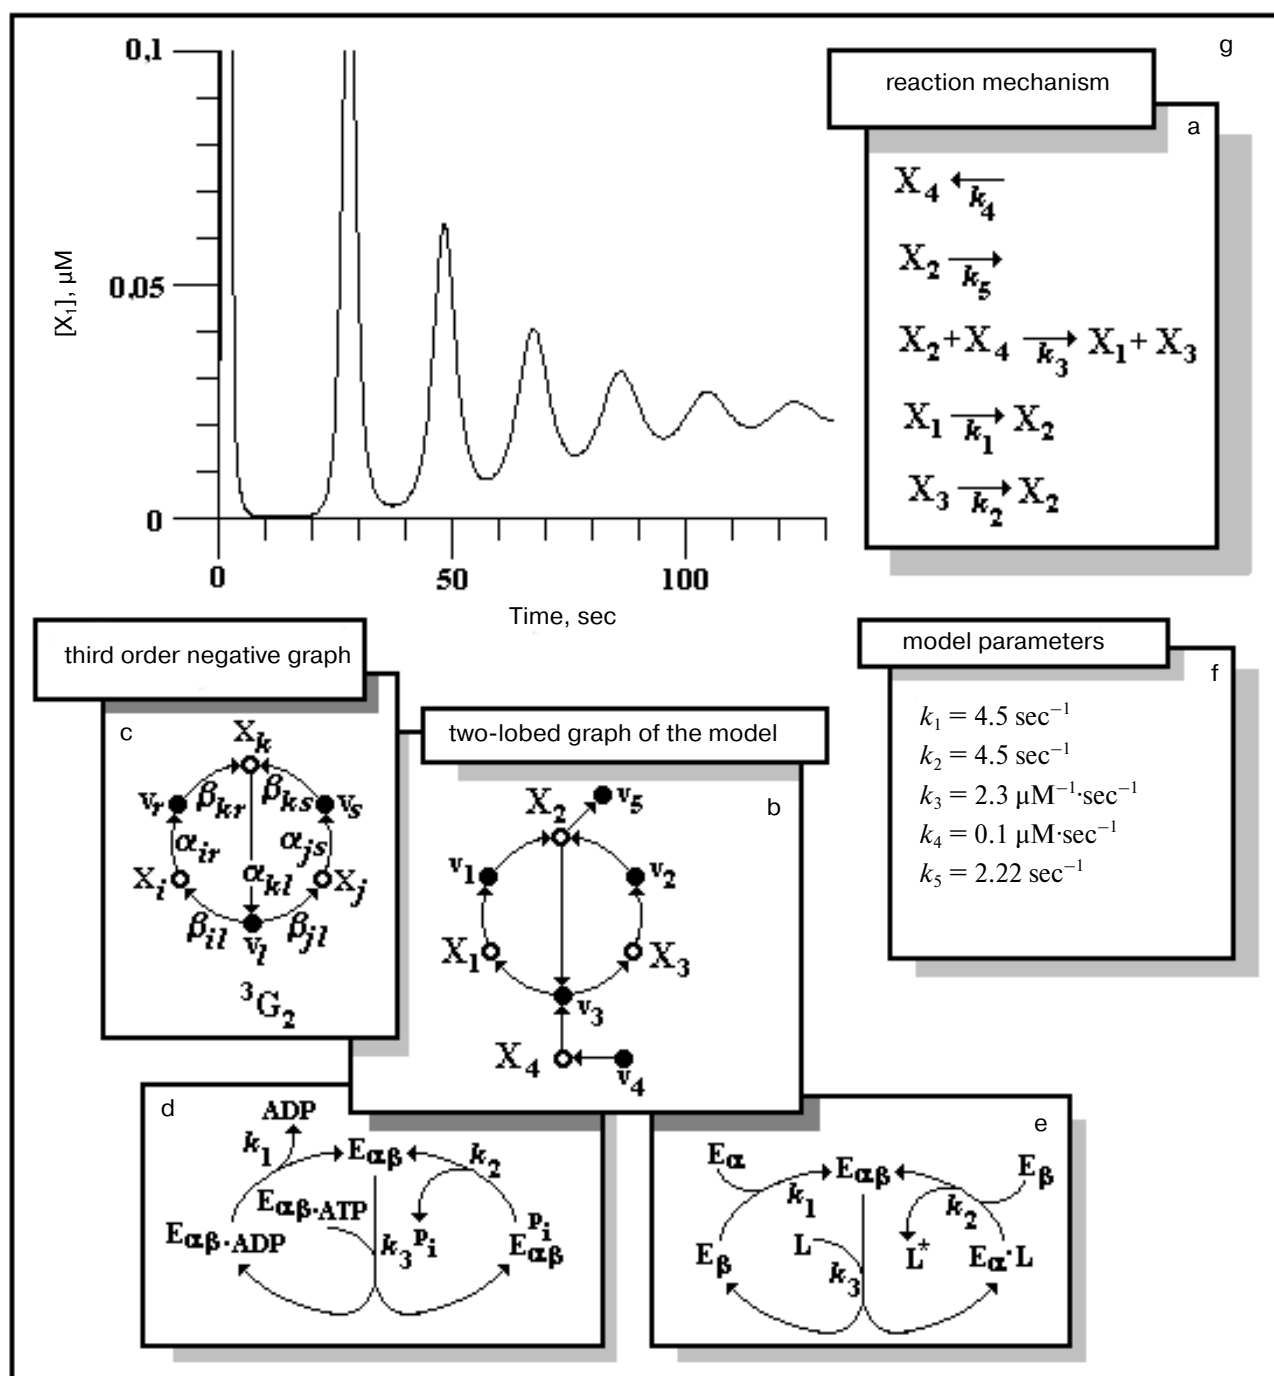 g
0.1
0.05
0
[X₁], µM
0
50
100
Time, sec
reaction mechanism
a
X₄ ← k₄
X₂ → k₅
X₂ + X₄ → k₃ X₁ + X₃
X₁ → k₁ X₂
X₃ → k₂ X₂
third order negative graph
c
Xk
vr βkr βks vs
αir αjs
Xi αkl Xj
βil βjl
vl
³G₂
two-lobed graph of the model
b
X₂ v₅
v₁ v₂
X₁ X₃
v₃
X₄
v₄
model parameters
f
k₁ = 4.5 sec⁻¹
k₂ = 4.5 sec⁻¹
k₃ = 2.3 µM⁻¹·sec⁻¹
k₄ = 0.1 µM·sec⁻¹
k₅ = 2.22 sec⁻¹
d
ADP
k₁ Eαβ k₂
Eαβ·ATP
Eαβ·ADP k₃ Pi Eαβ Pi
e
Eα Eαβ Eβ
k₁ k₂
L
Eβ L* Eα·L
k₃